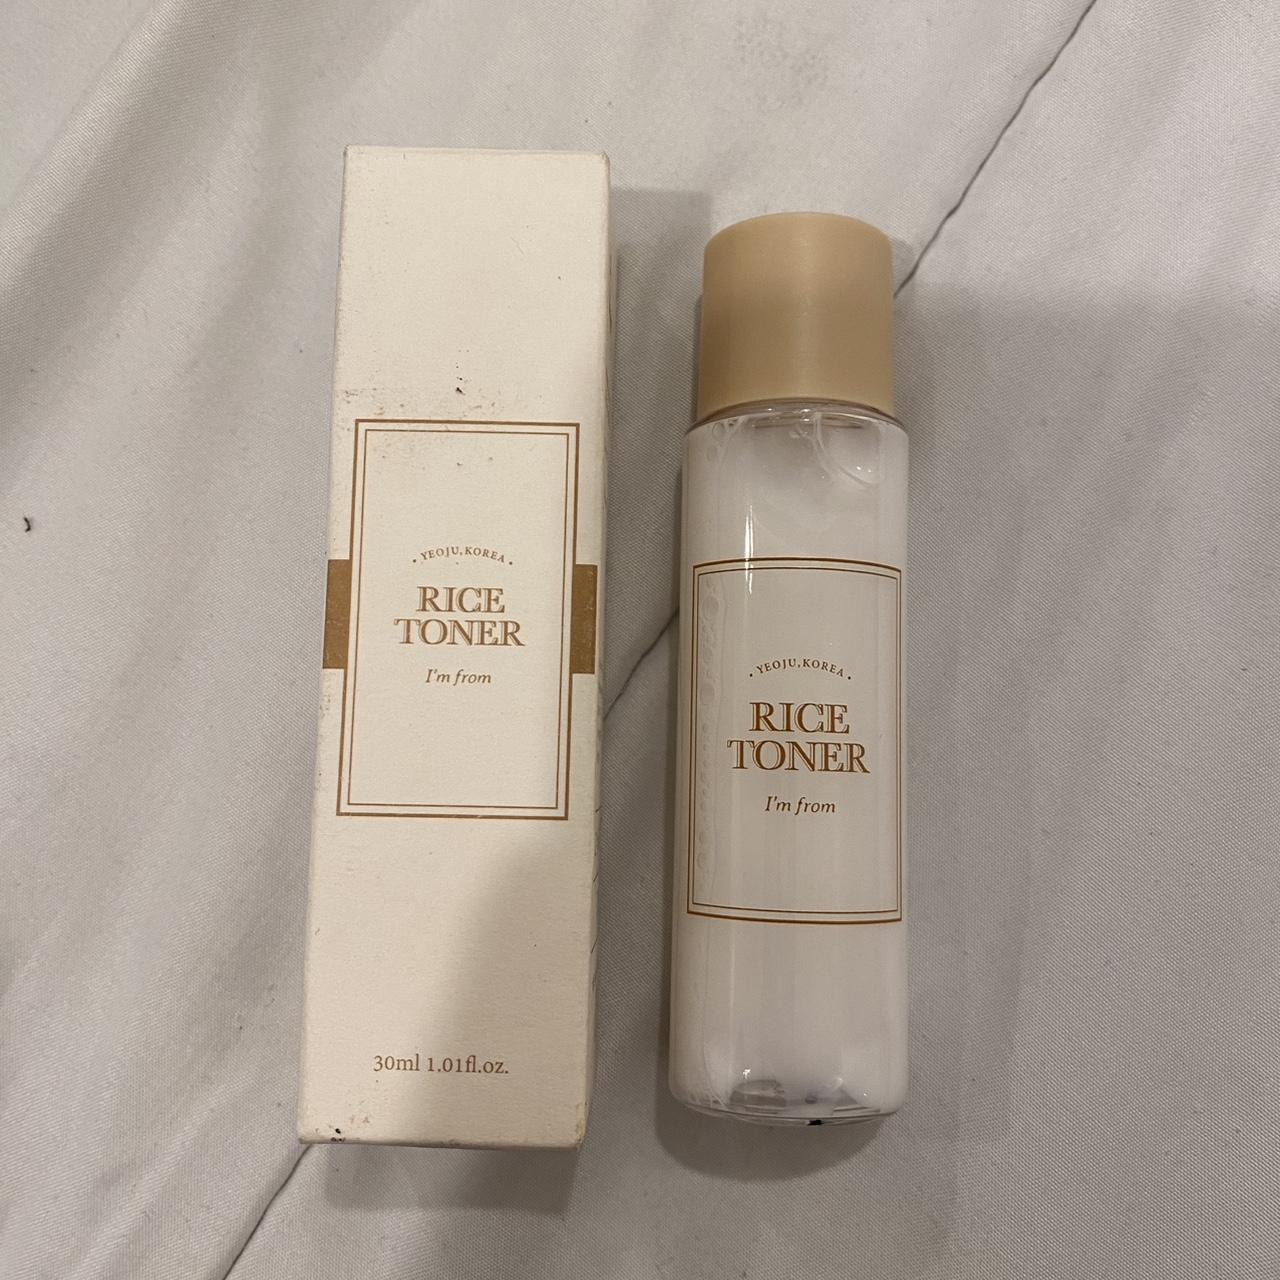 · YEOJU, KOREA ·
RICE
TONER
I'm from
30ml 1.01fl.oz.
· YEOJU, KOREA ·
RICE
TONER
I'm from